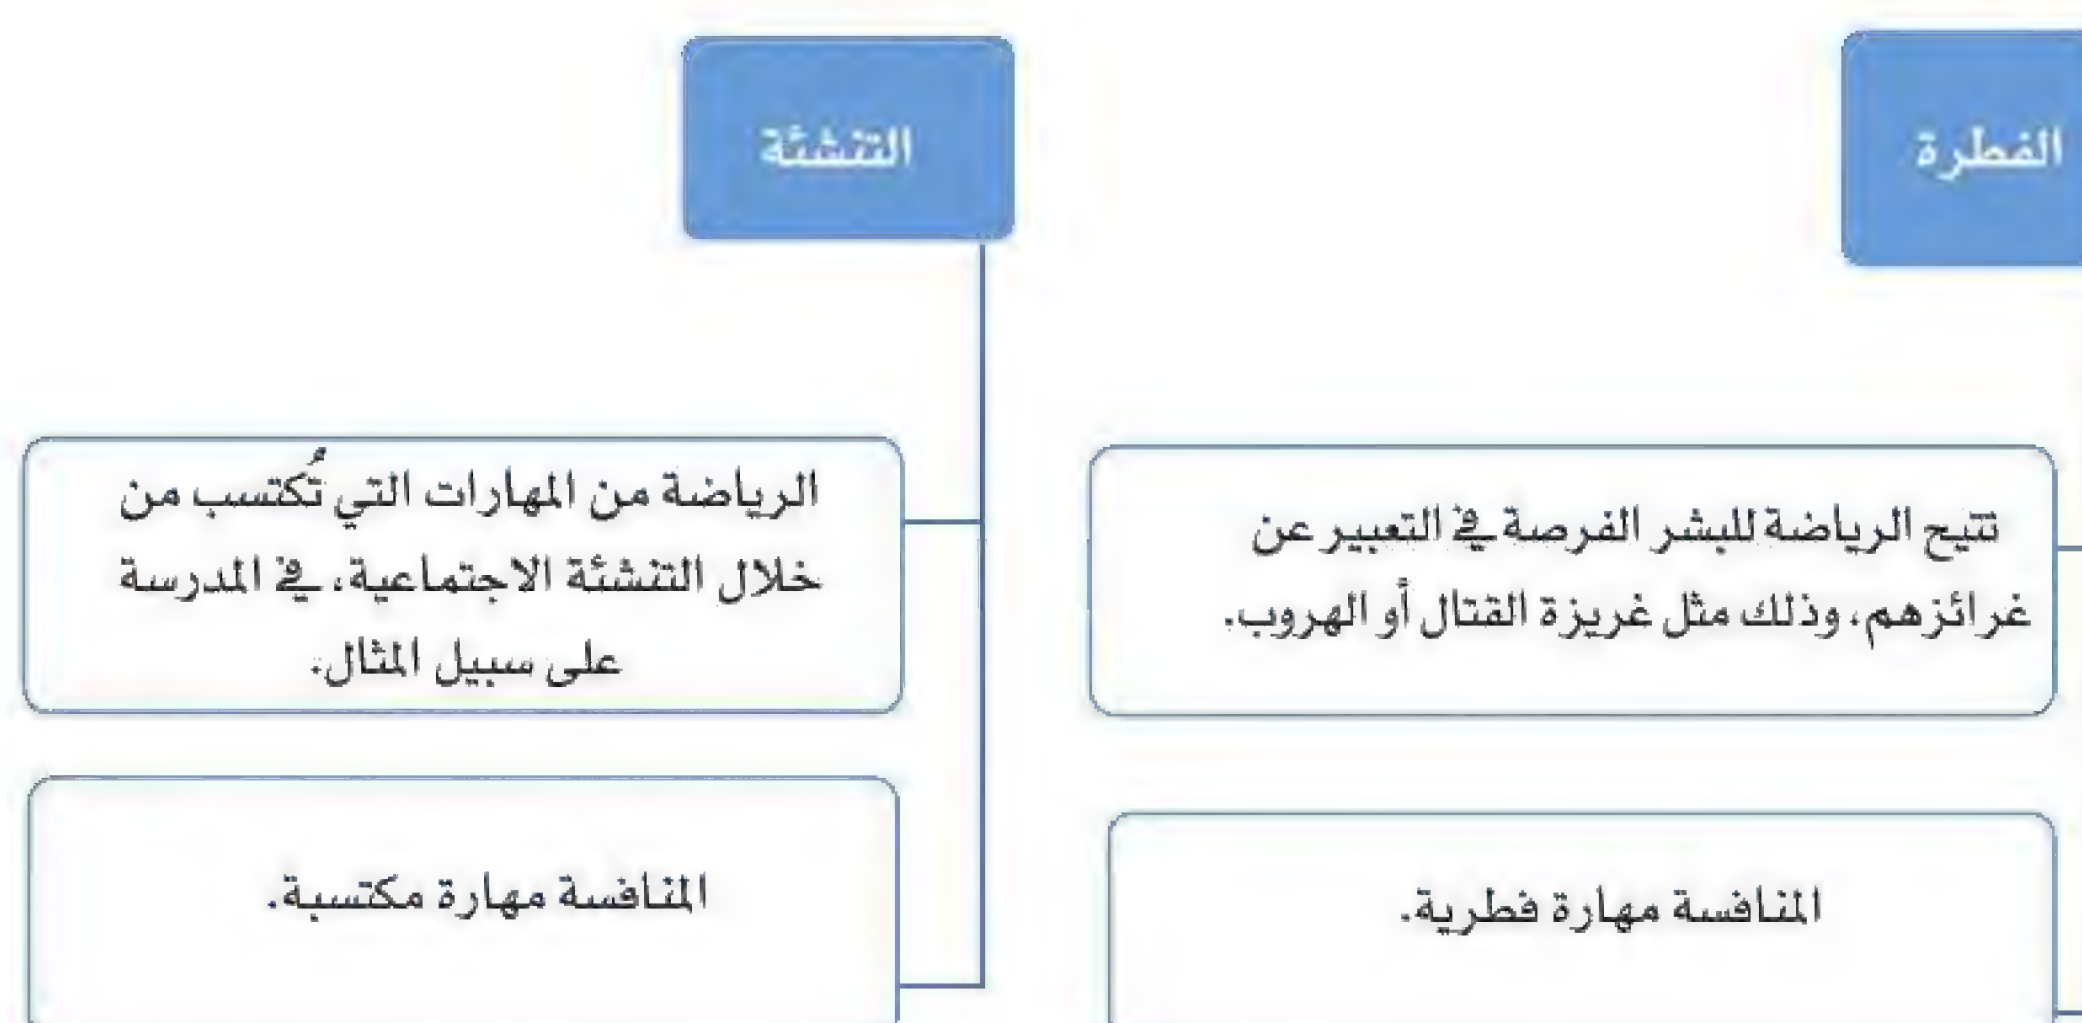 الفطرة
تتيح الرياضة للبشر الفرصة في التعبير عن
غرائزهم، وذلك مثل غريزة القتال أو الهروب.
المنافسة مهارة فطرية.
التنشئة
الرياضة من المهارات التي تُكتسب من
خلال التنشئة الاجتماعية، في المدرسة
على سبيل المثال.
المنافسة مهارة مكتسبة.